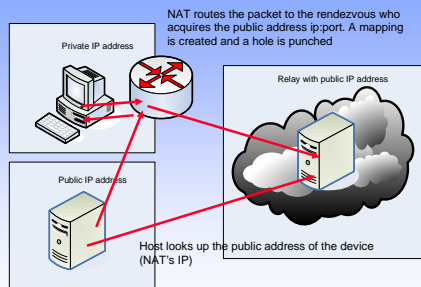 NAT routes the packet to the rendezvous who
acquires the public address ip:port. A mapping
is created and a hole is punched
Private IP address
Relay with public IP address
Public IP address
Host looks up the public address of the device
(NAT's IP)